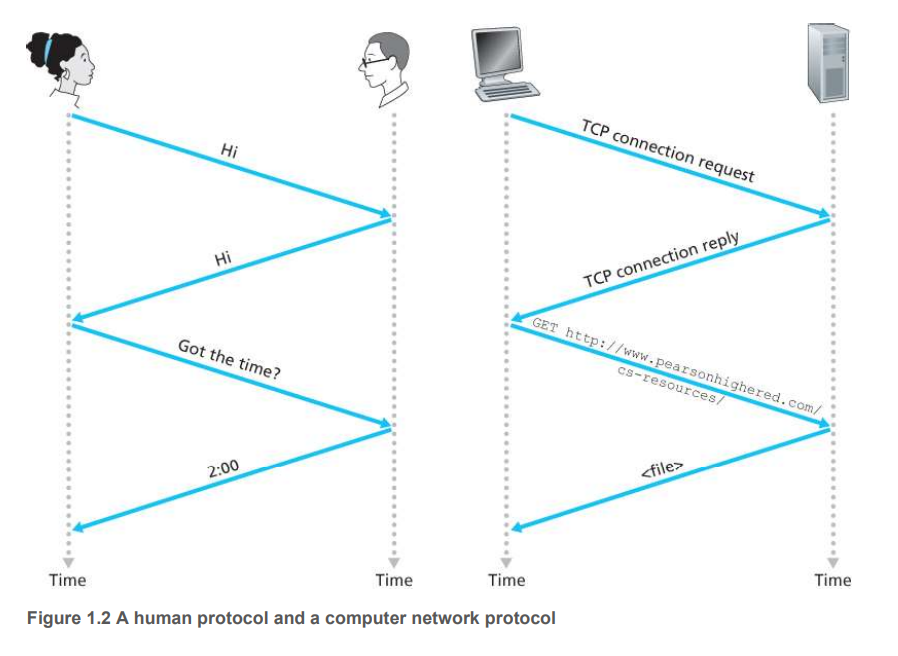 Hi
Hi
Got the time?
2:00
Time
Time
TCP connection request
TCP connection reply
GET http://www.pearsonhighered.com/
cs-resources/
<file>
Time
Time
Figure 1.2 A human protocol and a computer network protocol